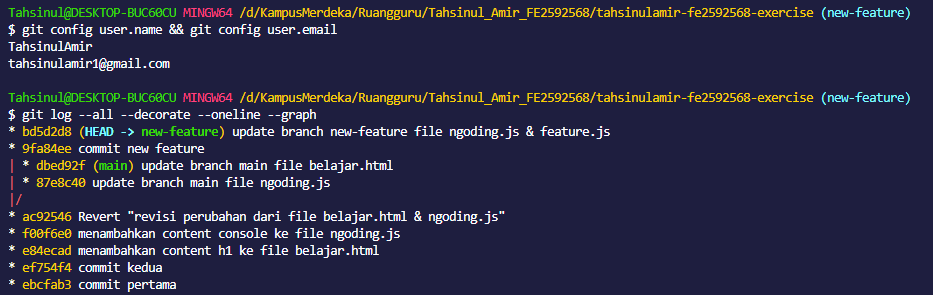 Tahsinul@DESKTOP-BUC60CU MINGW64 /d/KampusMerdeka/Ruangguru/Tahsinul_Amir_FE2592568/tahsinulamir-fe2592568-exercise (new-feature)
$ git config user.name && git config user.email
TahsinulAmir
tahsinulamir1@gmail.com

Tahsinul@DESKTOP-BUC60CU MINGW64 /d/KampusMerdeka/Ruangguru/Tahsinul_Amir_FE2592568/tahsinulamir-fe2592568-exercise (new-feature)
$ git log --all --decorate --oneline --graph
* bd5d2d8 (HEAD -> new-feature) update branch new-feature file ngoding.js & feature.js
* 9fa84ee commit new feature
| * dbed92f (main) update branch main file belajar.html
| * 87e8c40 update branch main file ngoding.js
|/
* ac92546 Revert "revisi perubahan dari file belajar.html & ngoding.js"
* f00f6e0 menambahkan content console ke file ngoding.js
* e84ecad menambahkan content h1 ke file belajar.html
* ef754f4 commit kedua
* ebcfab3 commit pertama